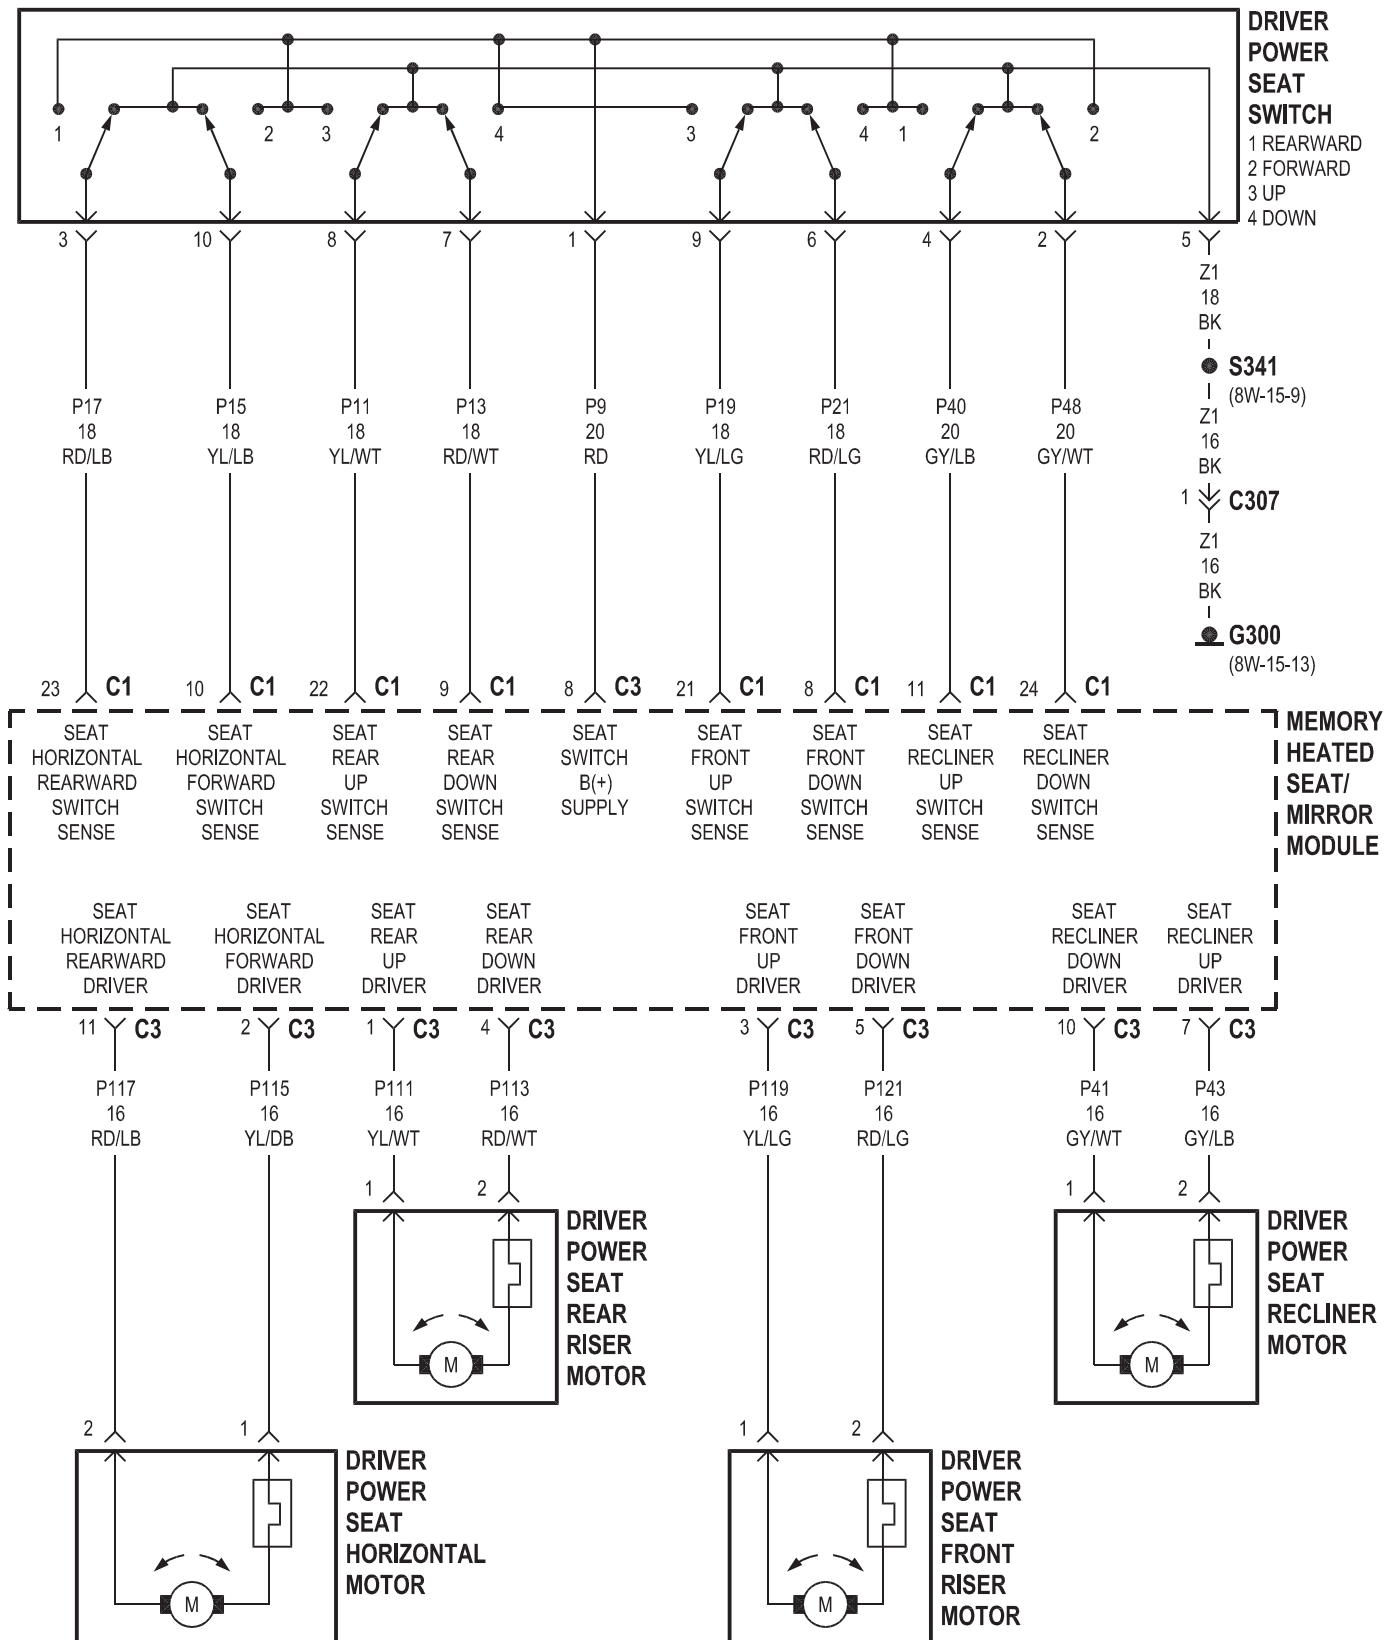 DRIVER
POWER
SEAT
SWITCH
1 REARWARD
2 FORWARD
3 UP
4 DOWN
1
2
3
4
3
4
1
2
3
10
8
7
1
9
6
4
2
5
Z1
18
BK
S341
(8W-15-9)
Z1
16
BK
1
C307
Z1
16
BK
G300
(8W-15-13)
P17
18
RD/LB
P15
18
YL/LB
P11
18
YL/WT
P13
18
RD/WT
P9
20
RD
P19
18
YL/LG
P21
18
RD/LG
P40
20
GY/LB
P48
20
GY/WT
23 C1
10 C1
22 C1
9 C1
8 C3
21 C1
8 C1
11 C1
24 C1
MEMORY
HEATED
SEAT/
MIRROR
MODULE
SEAT
HORIZONTAL
REARWARD
SWITCH
SENSE
SEAT
HORIZONTAL
FORWARD
SWITCH
SENSE
SEAT
REAR
UP
SWITCH
SENSE
SEAT
REAR
DOWN
SWITCH
SENSE
SEAT
SWITCH
B(+)
SUPPLY
SEAT
FRONT
UP
SWITCH
SENSE
SEAT
FRONT
DOWN
SWITCH
SENSE
SEAT
RECLINER
UP
SWITCH
SENSE
SEAT
RECLINER
DOWN
SWITCH
SENSE
SEAT
HORIZONTAL
REARWARD
DRIVER
SEAT
HORIZONTAL
FORWARD
DRIVER
SEAT
REAR
UP
DRIVER
SEAT
REAR
DOWN
DRIVER
SEAT
FRONT
UP
DRIVER
SEAT
FRONT
DOWN
DRIVER
SEAT
RECLINER
DOWN
DRIVER
SEAT
RECLINER
UP
DRIVER
11 C3
2 C3
1 C3
4 C3
3 C3
5 C3
10 C3
7 C3
P117
16
RD/LB
P115
16
YL/DB
P111
16
YL/WT
P113
16
RD/WT
P119
16
YL/LG
P121
16
RD/LG
P41
16
GY/WT
P43
16
GY/LB
1
2
M
DRIVER
POWER
SEAT
REAR
RISER
MOTOR
1
2
M
DRIVER
POWER
SEAT
RECLINER
MOTOR
2
1
M
DRIVER
POWER
SEAT
HORIZONTAL
MOTOR
1
2
M
DRIVER
POWER
SEAT
FRONT
RISER
MOTOR